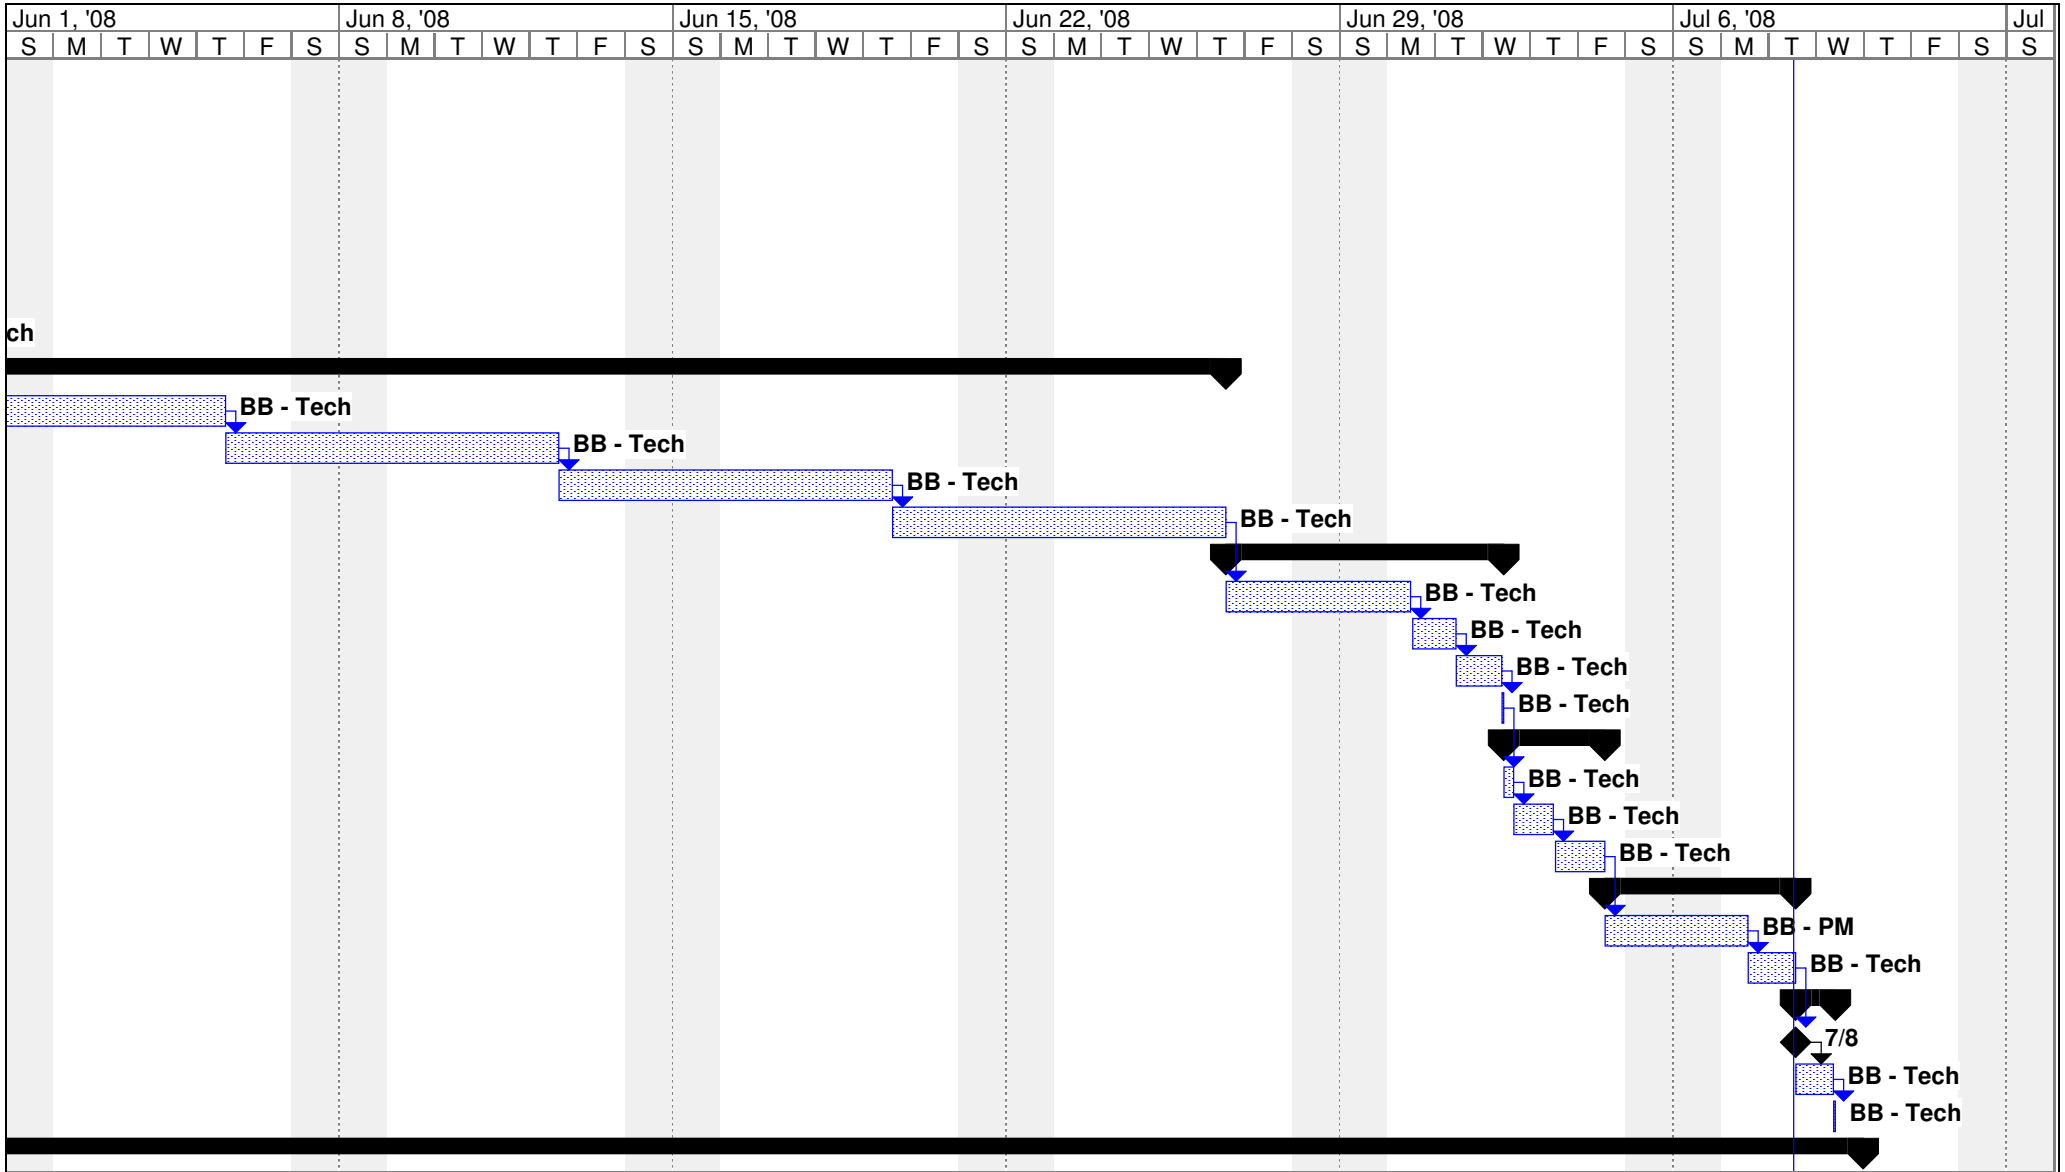 Jun 1, '08 Jun 8, '08 Jun 15, '08 Jun 22, '08 Jun 29, '08 Jul 6, '08 Jul
S M T W T F S S M T W T F S S M T W T F S S M T W T F S S M T W T F S S M T W T F S S
ch
BB - Tech
BB - Tech
BB - Tech
BB - Tech
BB - Tech
BB - Tech
BB - Tech
BB - Tech
BB - Tech
BB - Tech
BB - Tech
BB - PM
BB - Tech
7/8
BB - Tech
BB - Tech